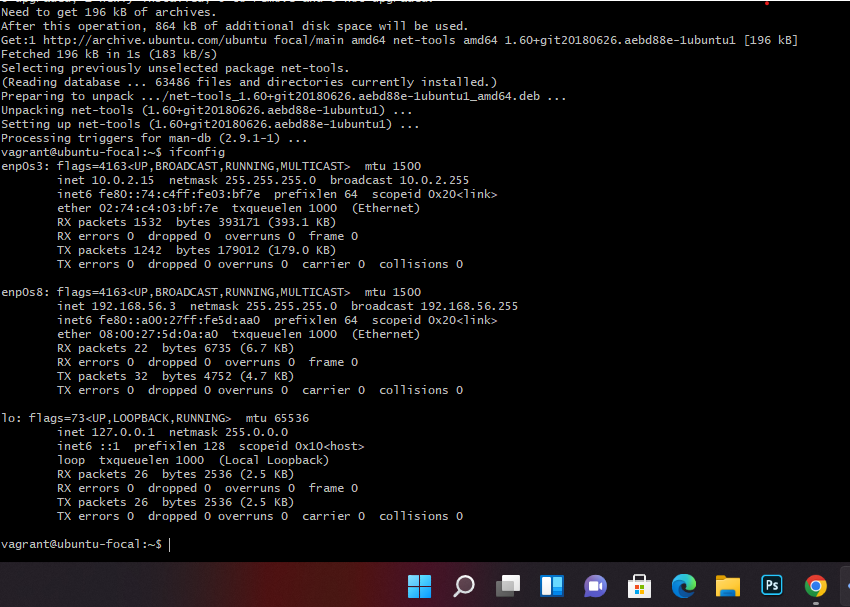 Need to get 196 kB of archives.
After this operation, 864 kB of additional disk space will be used.
Get:1 http://archive.ubuntu.com/ubuntu focal/main amd64 net-tools amd64 1.60+git20180626.aebd88e-1ubuntu1 [196 kB]
Fetched 196 kB in 1s (183 kB/s)
Selecting previously unselected package net-tools.
(Reading database ... 63486 files and directories currently installed.)
Preparing to unpack .../net-tools_1.60+git20180626.aebd88e-1ubuntu1_amd64.deb ...
Unpacking net-tools (1.60+git20180626.aebd88e-1ubuntu1) ...
Setting up net-tools (1.60+git20180626.aebd88e-1ubuntu1) ...
Processing triggers for man-db (2.9.1-1) ...
vagrant@ubuntu-focal:~$ ifconfig
enp0s3: flags=4163<UP,BROADCAST,RUNNING,MULTICAST>  mtu 1500
        inet 10.0.2.15  netmask 255.255.255.0  broadcast 10.0.2.255
        inet6 fe80::74:c4ff:fe03:bf7e  prefixlen 64  scopeid 0x20<link>
        ether 02:74:c4:03:bf:7e  txqueuelen 1000  (Ethernet)
        RX packets 1532  bytes 393171 (393.1 KB)
        RX errors 0  dropped 0  overruns 0  frame 0
        TX packets 1242  bytes 179012 (179.0 KB)
        TX errors 0  dropped 0 overruns 0  carrier 0  collisions 0
enp0s8: flags=4163<UP,BROADCAST,RUNNING,MULTICAST>  mtu 1500
        inet 192.168.56.3  netmask 255.255.255.0  broadcast 192.168.56.255
        inet6 fe80::a00:27ff:fe5d:aa0  prefixlen 64  scopeid 0x20<link>
        ether 08:00:27:5d:0a:a0  txqueuelen 1000  (Ethernet)
        RX packets 22  bytes 6735 (6.7 KB)
        RX errors 0  dropped 0  overruns 0  frame 0
        TX packets 32  bytes 4752 (4.7 KB)
        TX errors 0  dropped 0 overruns 0  carrier 0  collisions 0
lo: flags=73<UP,LOOPBACK,RUNNING>  mtu 65536
        inet 127.0.0.1  netmask 255.0.0.0
        inet6 ::1  prefixlen 128  scopeid 0x10<host>
        loop  txqueuelen 1000  (Local Loopback)
        RX packets 26  bytes 2536 (2.5 KB)
        RX errors 0  dropped 0  overruns 0  frame 0
        TX packets 26  bytes 2536 (2.5 KB)
        TX errors 0  dropped 0 overruns 0  carrier 0  collisions 0
vagrant@ubuntu-focal:~$
Ps